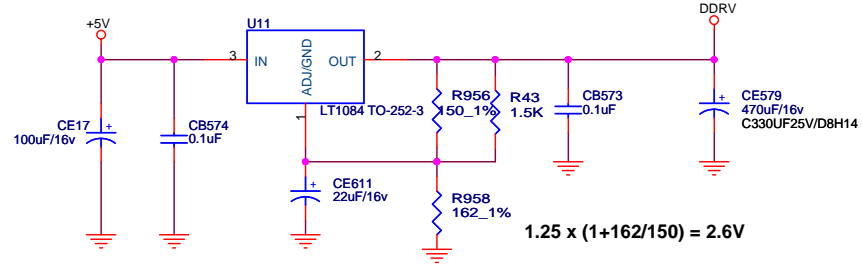 DDRV
+5V
U11
3
IN
OUT
2
ADJ/GND
LT1084 TO-252-3
1
R956
150_1%
R43
1.5K
CB573
0.1uF
CE579
470uF/16v
C330UF25V/D8H14
CE17
100uF/16v
CB574
0.1uF
CE611
22uF/16v
R958
162_1%
1.25 x (1+162/150) = 2.6V